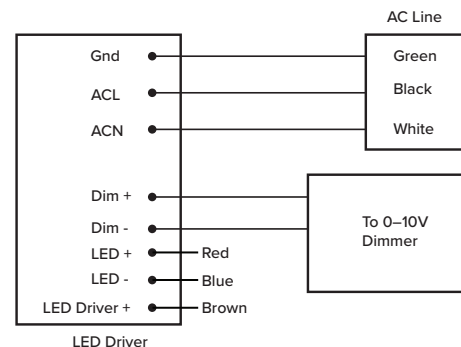 AC Line
Gnd
Green
ACL
Black
ACN
White
Dim +
To 0–10V
Dimmer
Dim -
LED +
Red
LED -
Blue
LED Driver +
Brown
LED Driver